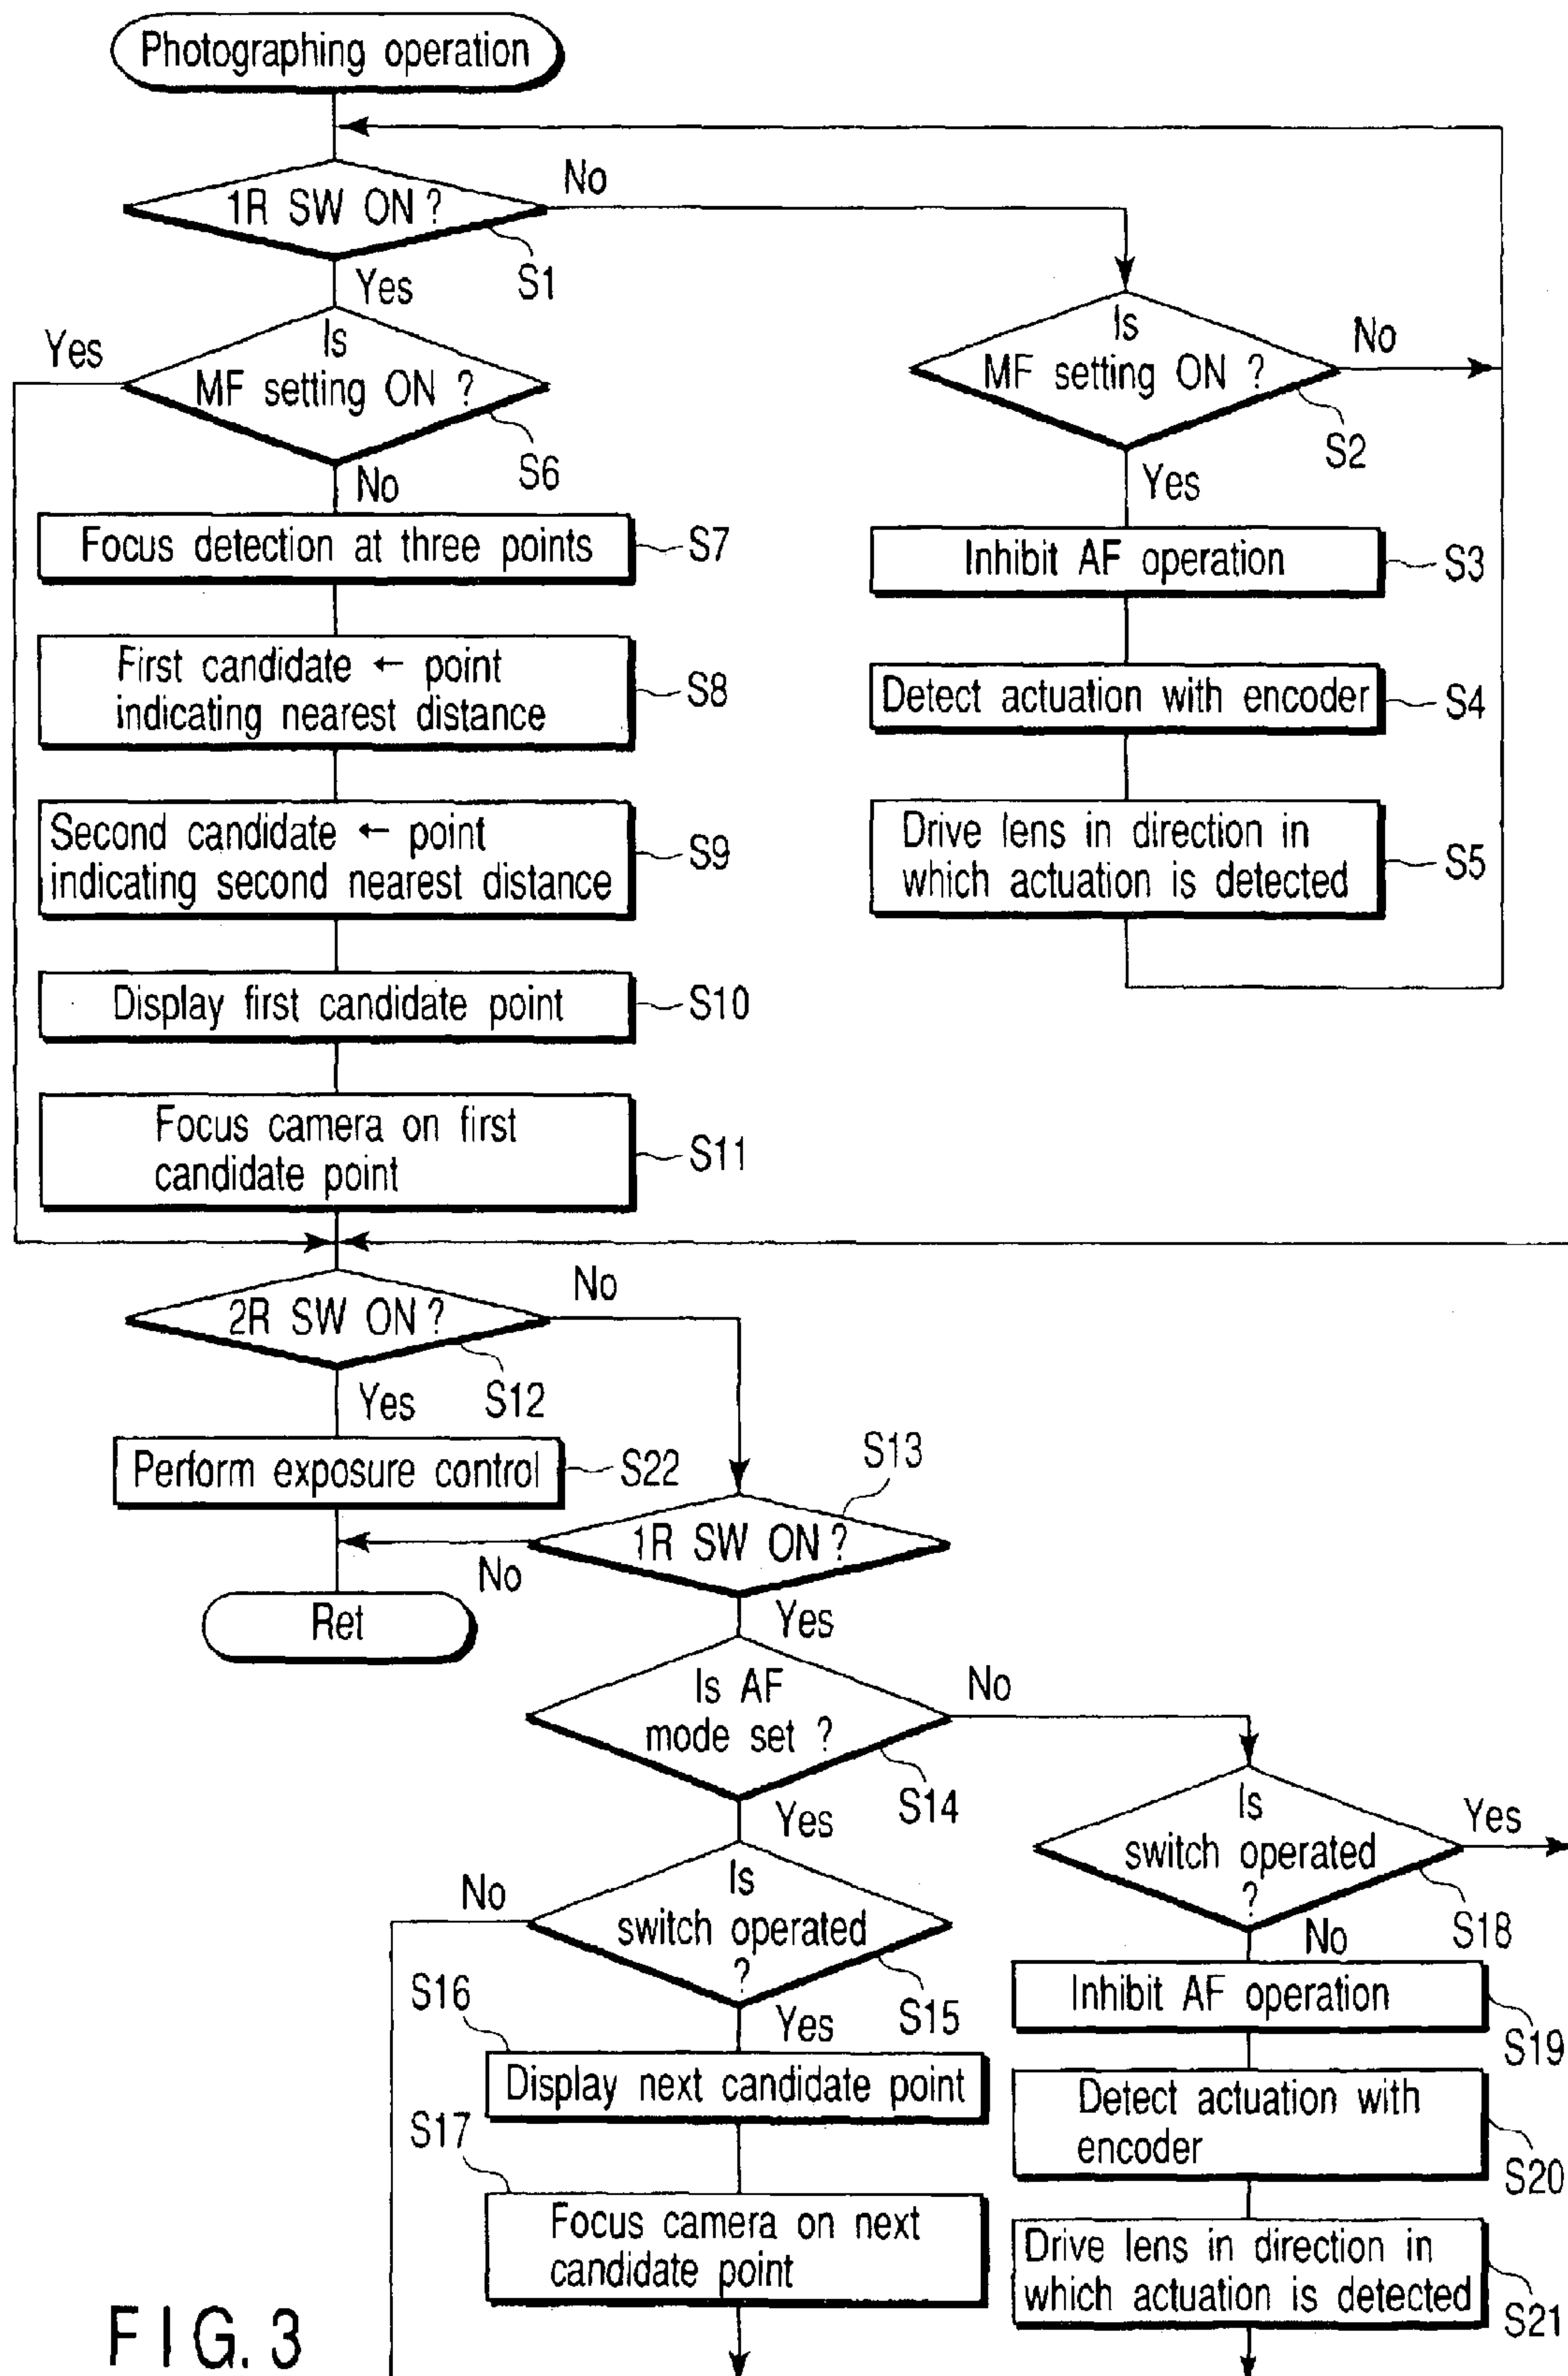 Photographing operation
1R SW ON ?
No
S1
Yes
Is
MF setting ON ?
Yes
S6
No
Is
MF setting ON ?
No
S2
Yes
Focus detection at three points
S7
Inhibit AF operation
S3
First candidate ← point
indicating nearest distance
S8
Detect actuation with encoder
S4
Second candidate ← point
indicating second nearest distance
S9
Drive lens in direction in
which actuation is detected
S5
Display first candidate point
S10
Focus camera on first
candidate point
S11
2R SW ON ?
No
S12
Yes
Perform exposure control
S22
S13
1R SW ON ?
No
Yes
Ret
Is AF
mode set ?
No
S14
Yes
Is
switch operated
?
Yes
S18
No
Is
switch operated
?
No
S15
Yes
S16
Display next candidate point
S17
Focus camera on next
candidate point
Inhibit AF operation
S19
Detect actuation with
encoder
S20
Drive lens in direction in
which actuation is detected
S21
FIG. 3